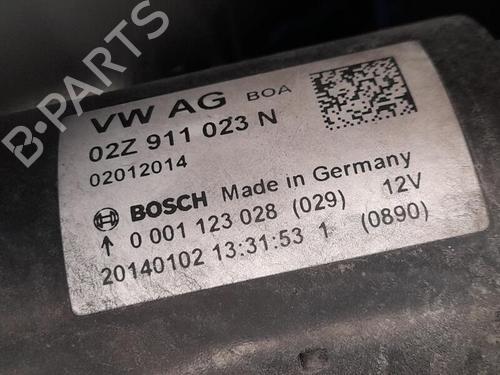 B-PARTS
VW AG BOA
02Z 911 023 N
02012014
BOSCH Made in Germany
↑ 0 001 123 028 (029) 12V
20140102 13:31:53 1 (0890)